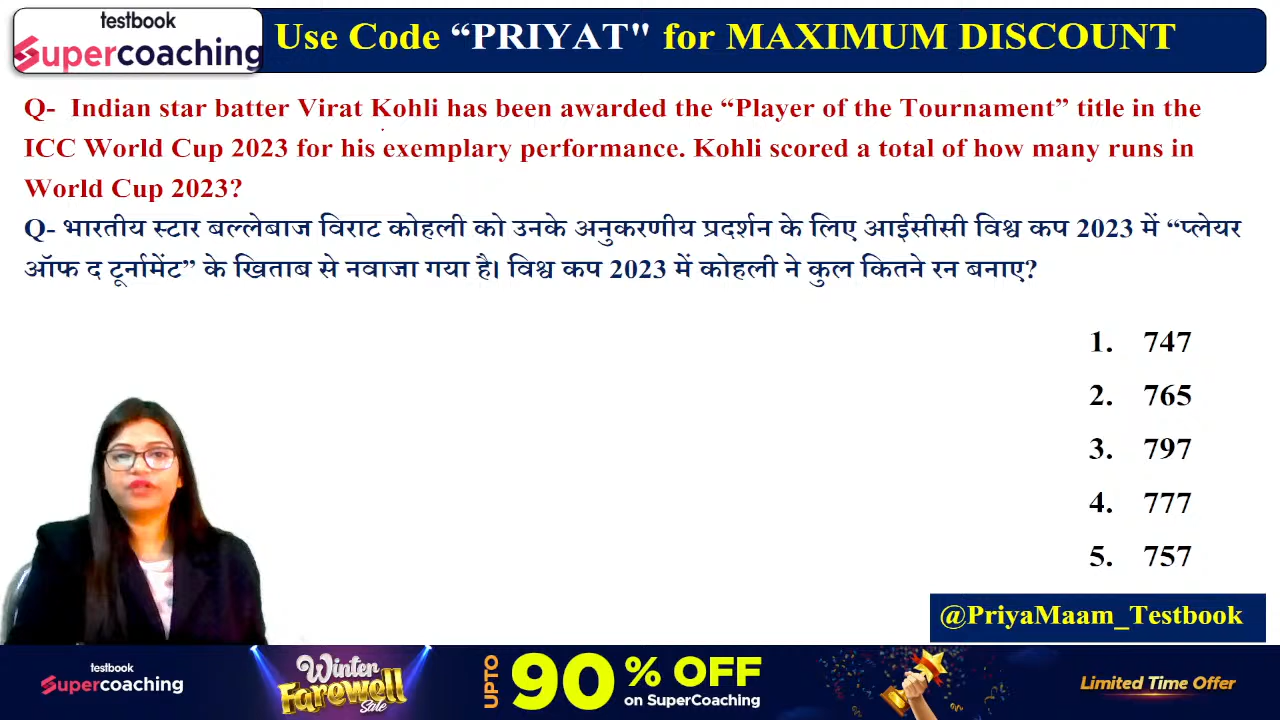 testbook
Supercoaching
Use Code “PRIYAT" for MAXIMUM DISCOUNT
Q- Indian star batter Virat Kohli has been awarded the “Player of the Tournament” title in the
ICC World Cup 2023 for his exemplary performance. Kohli scored a total of how many runs in
World Cup 2023?
Q- भारतीय स्टार बल्लेबाज विराट कोहली को उनके अनुकरणीय प्रदर्शन के लिए आईसीसी विश्व कप 2023 में “प्लेयर
ऑफ द टूर्नामेंट” के खिताब से नवाजा गया है। विश्व कप 2023 में कोहली ने कुल कितने रन बनाए?
1. 747
2. 765
3. 797
4. 777
5. 757
@PriyaMaam_Testbook
testbook
Supercoaching
Winter
Farewell
Sale
UPTO 90 % OFF
on SuperCoaching
Limited Time Offer